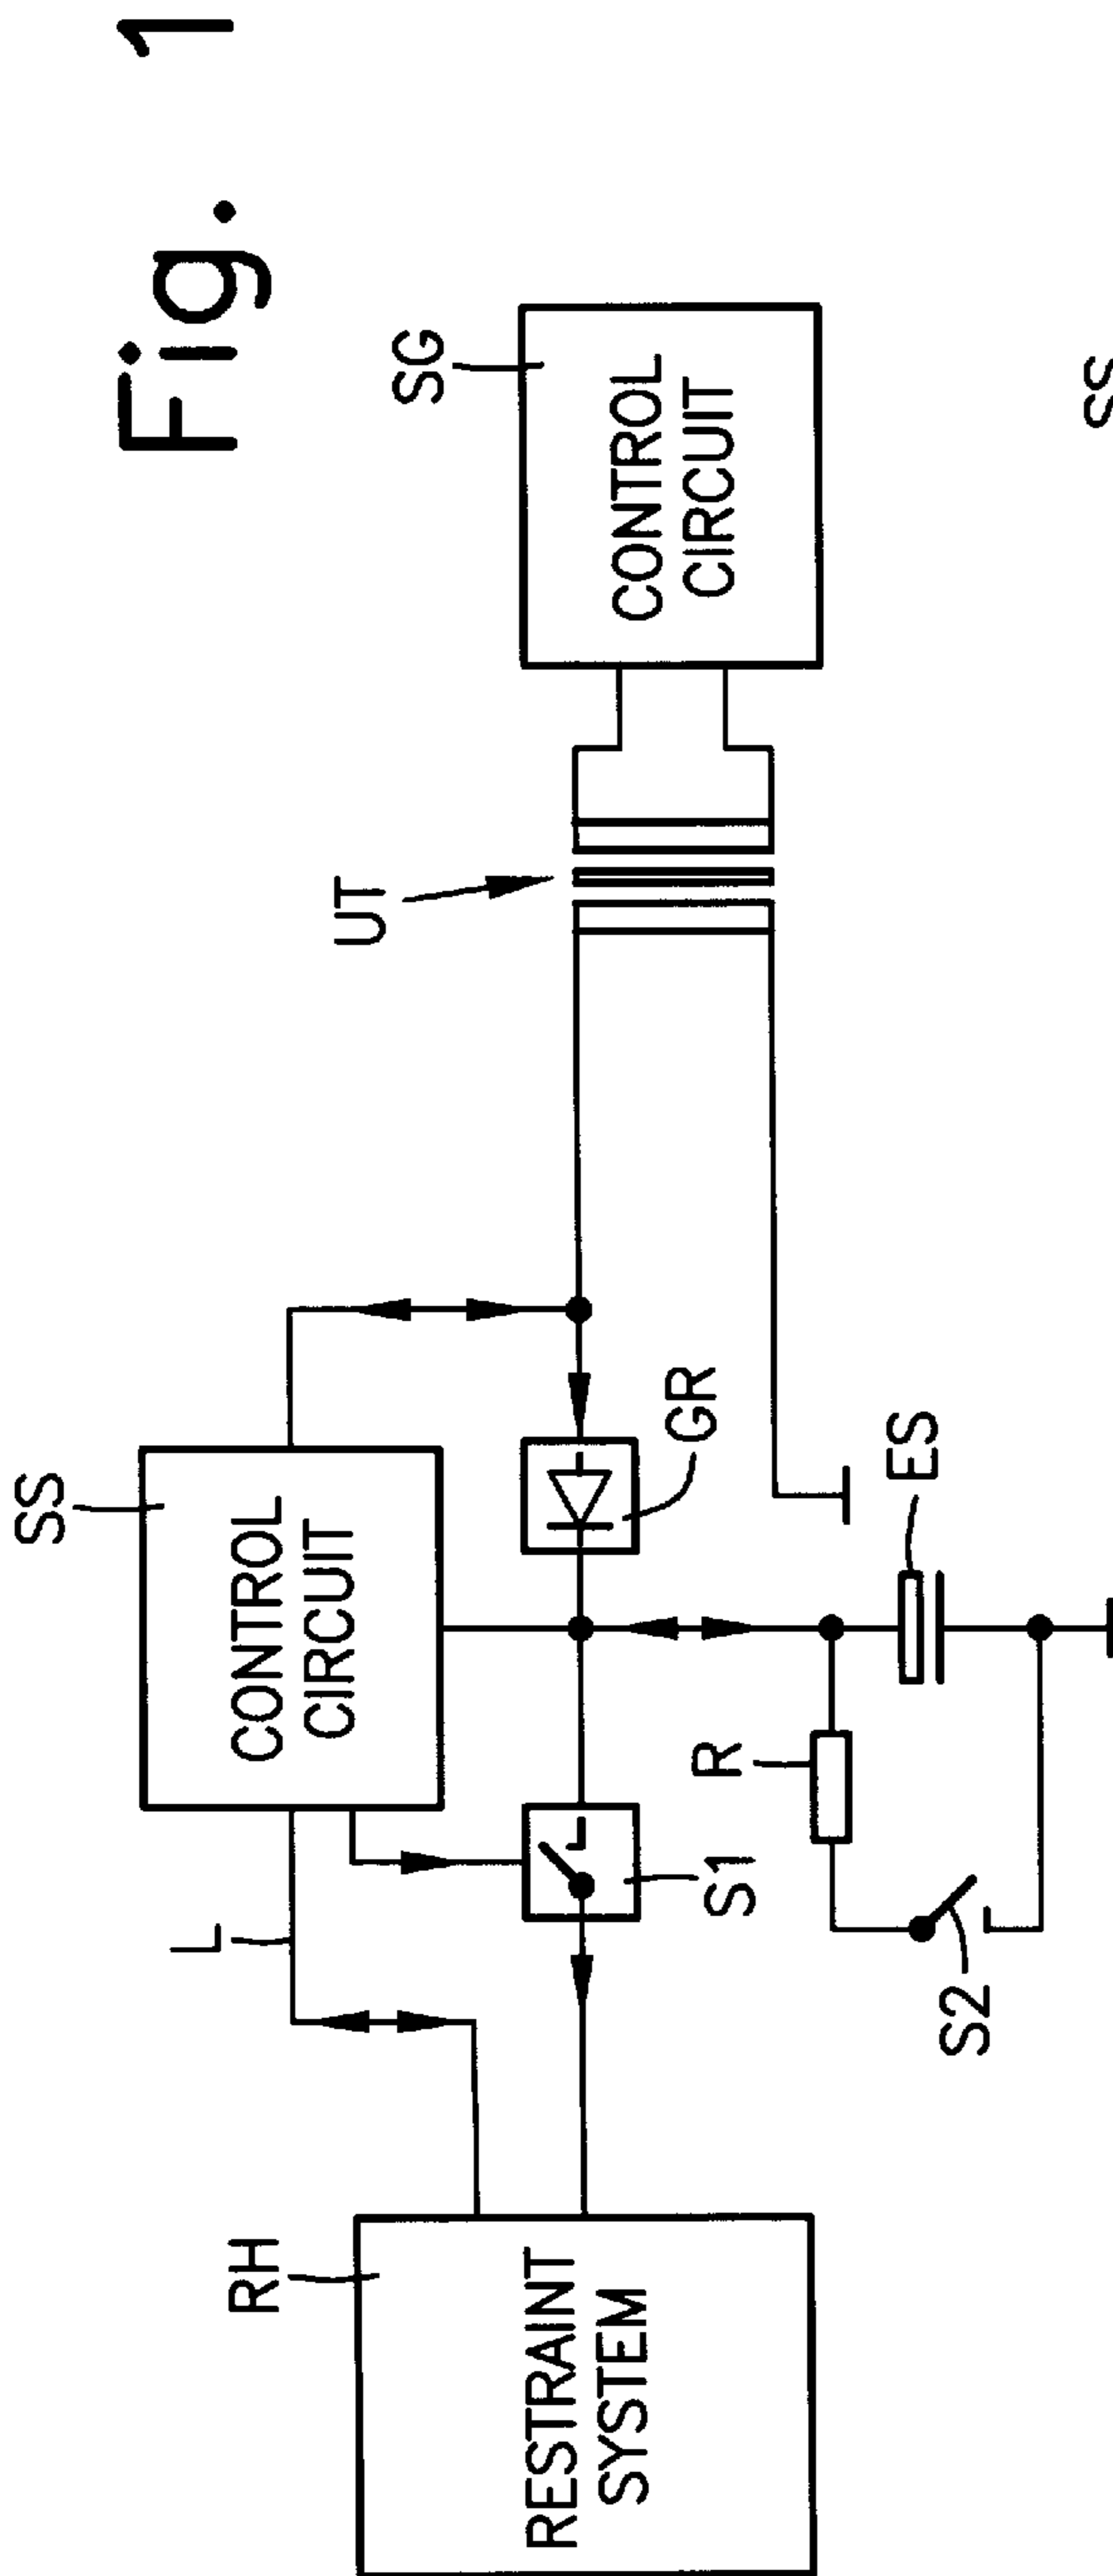 Fig. 1
SS
SG
CONTROL
CIRCUIT
CONTROL
CIRCUIT
UT
L
RH
GR
S1
R
ES
S2
RESTRAINT
SYSTEM
SS